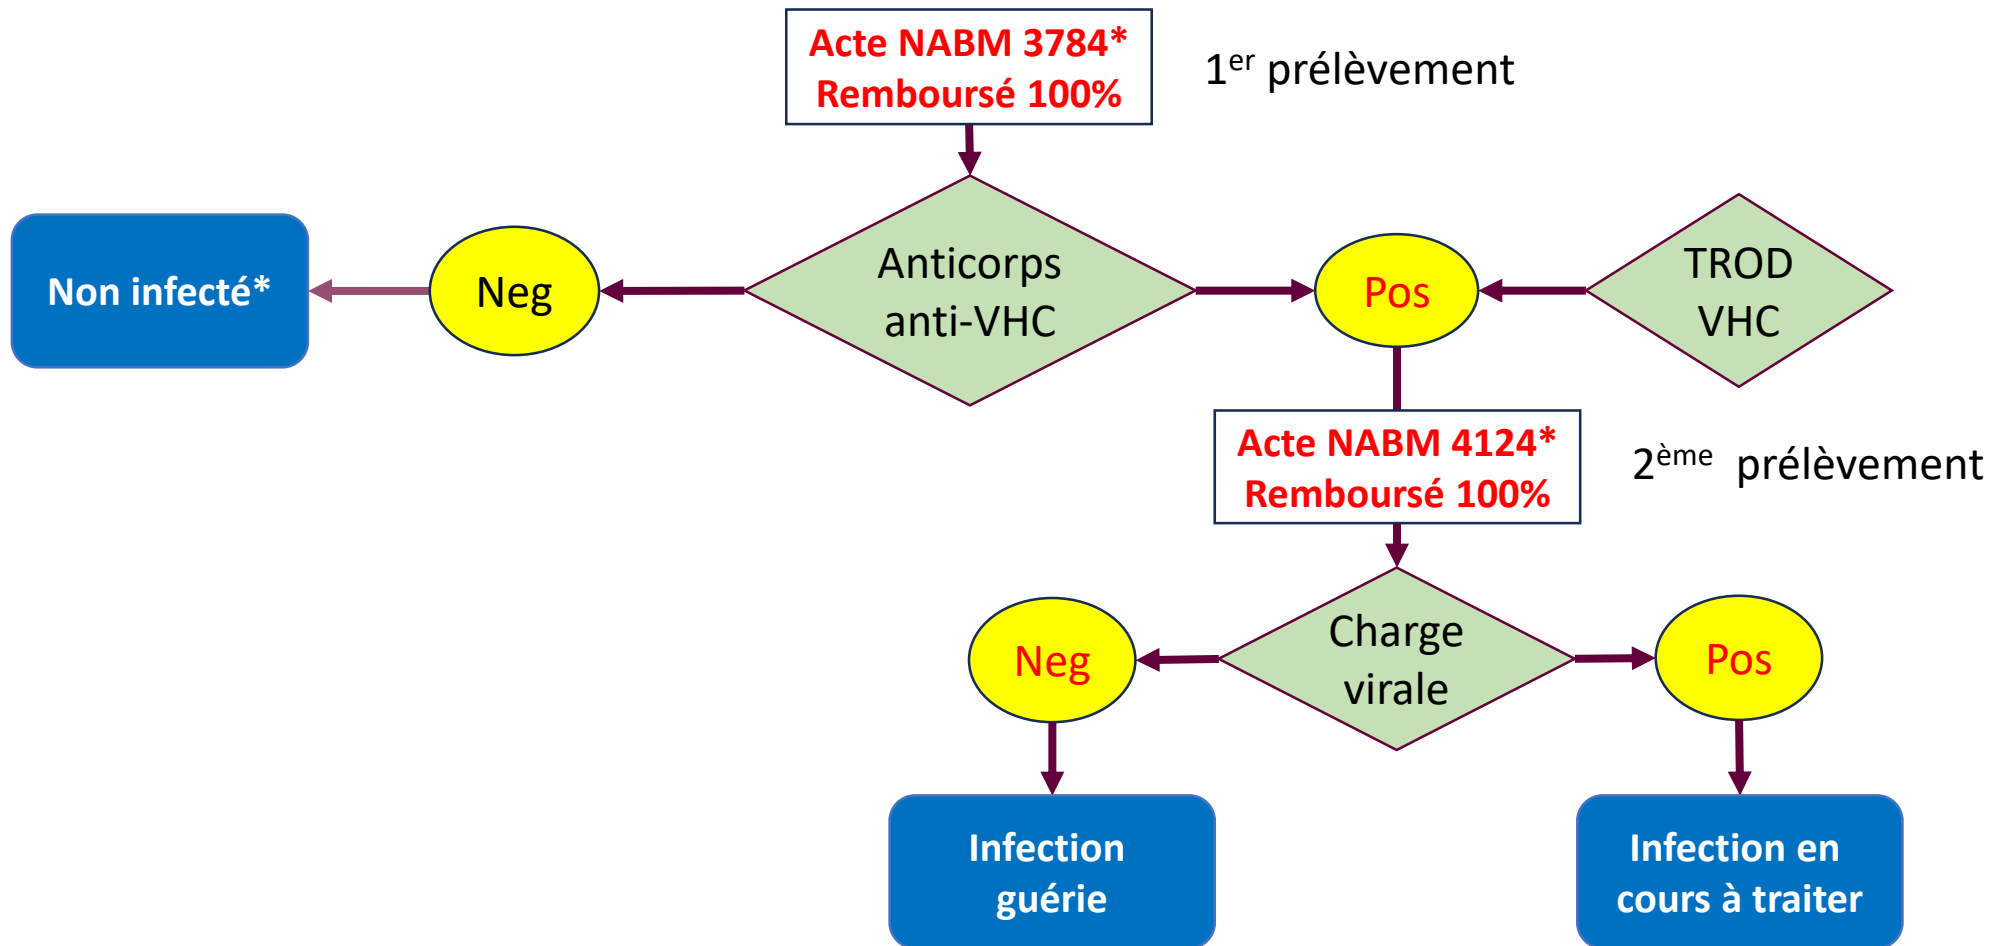 Acte NABM 3784*
Remboursé 100%
1er prélèvement
Non infecté*
Neg
Anticorps
anti-VHC
Pos
TROD
VHC
Acte NABM 4124*
Remboursé 100%
2ème prélèvement
Neg
Charge
virale
Pos
Infection
guérie
Infection en
cours à traiter